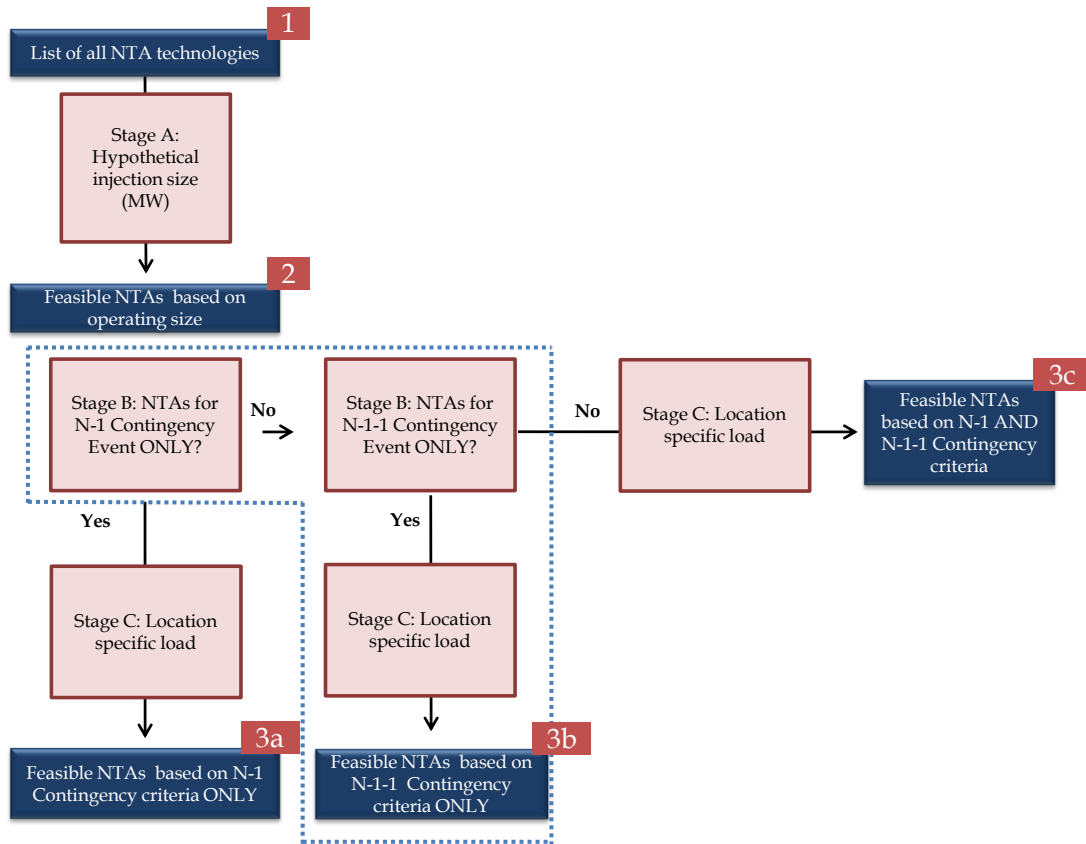 1
List of all NTA technologies
Stage A:
Hypothetical
injection size
(MW)
2
Feasible NTAs based on
operating size
Stage B: NTAs for
N-1 Contingency
Event ONLY?
No
Stage B: NTAs for
N-1-1 Contingency
Event ONLY?
No
Stage C: Location
specific load
3c
Feasible NTAs
based on N-1 AND
N-1-1 Contingency
criteria
Yes
Yes
Stage C: Location
specific load
Stage C: Location
specific load
3a
Feasible NTAs based on N-1
Contingency criteria ONLY
3b
Feasible NTAs based on
N-1-1 Contingency
criteria ONLY